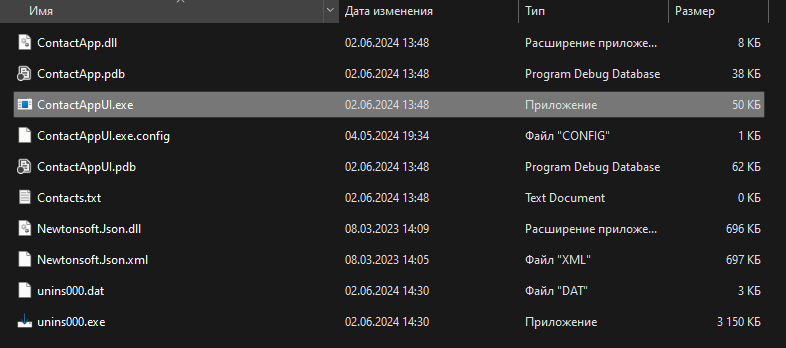 Имя Дата изменения Тип Размер
ContactApp.dll 02.06.2024 13:48 Расширение приложе... 8 КБ
ContactApp.pdb 02.06.2024 13:48 Program Debug Database 38 КБ
ContactAppUI.exe 02.06.2024 13:48 Приложение 50 КБ
ContactAppUI.exe.config 04.05.2024 19:34 Файл "CONFIG" 1 КБ
ContactAppUI.pdb 02.06.2024 13:48 Program Debug Database 62 КБ
Contacts.txt 02.06.2024 13:48 Text Document 0 КБ
Newtonsoft.Json.dll 08.03.2023 14:09 Расширение приложе... 696 КБ
Newtonsoft.Json.xml 08.03.2023 14:05 Файл "XML" 697 КБ
unins000.dat 02.06.2024 14:30 Файл "DAT" 3 КБ
unins000.exe 02.06.2024 14:30 Приложение 3 150 КБ